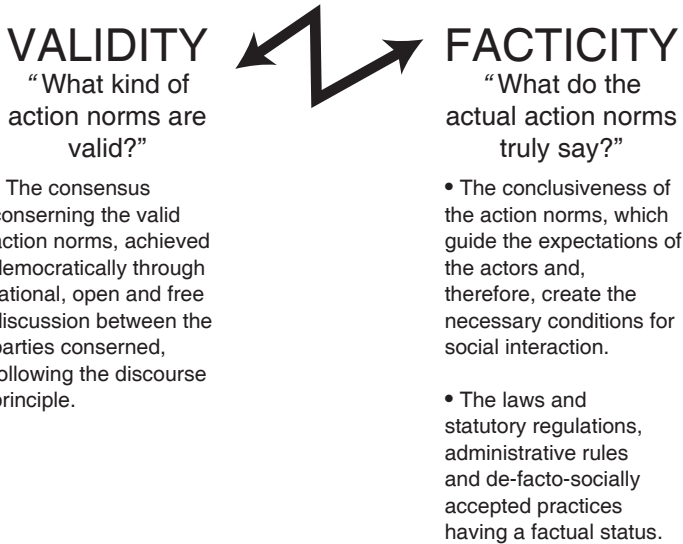 VALIDITY
“What kind of
action norms are
valid?”
The consensus
conserning the valid
action norms, achieved
democratically through
rational, open and free
discussion between the
parties conserned,
following the discourse
principle.
FACTICITY
“What do the
actual action norms
truly say?”
• The conclusiveness of
the action norms, which
guide the expectations of
the actors and,
therefore, create the
necessary conditions for
social interaction.
• The laws and
statutory regulations,
administrative rules
and de-facto-socially
accepted practices
having a factual status.